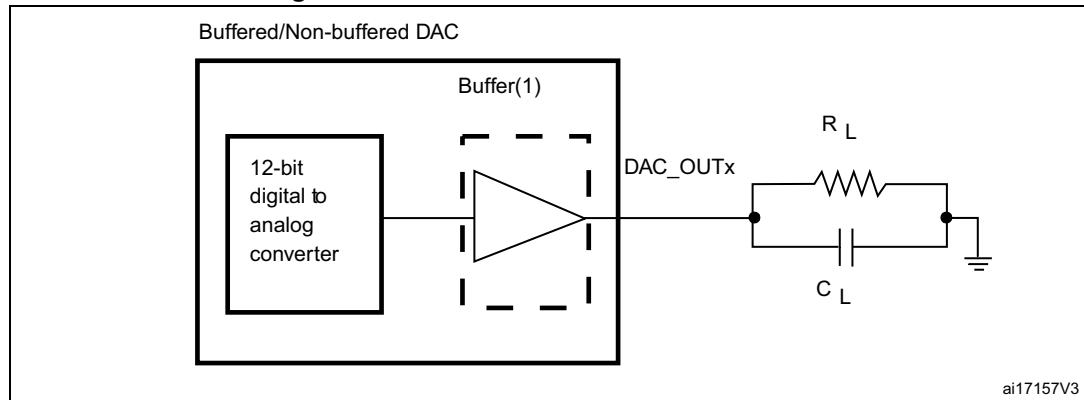 Buffered/Non-buffered DAC
Buffer(1)
12-bit
digital to
analog
converter
DAC_OUTx
R L
C L
ai17157V3